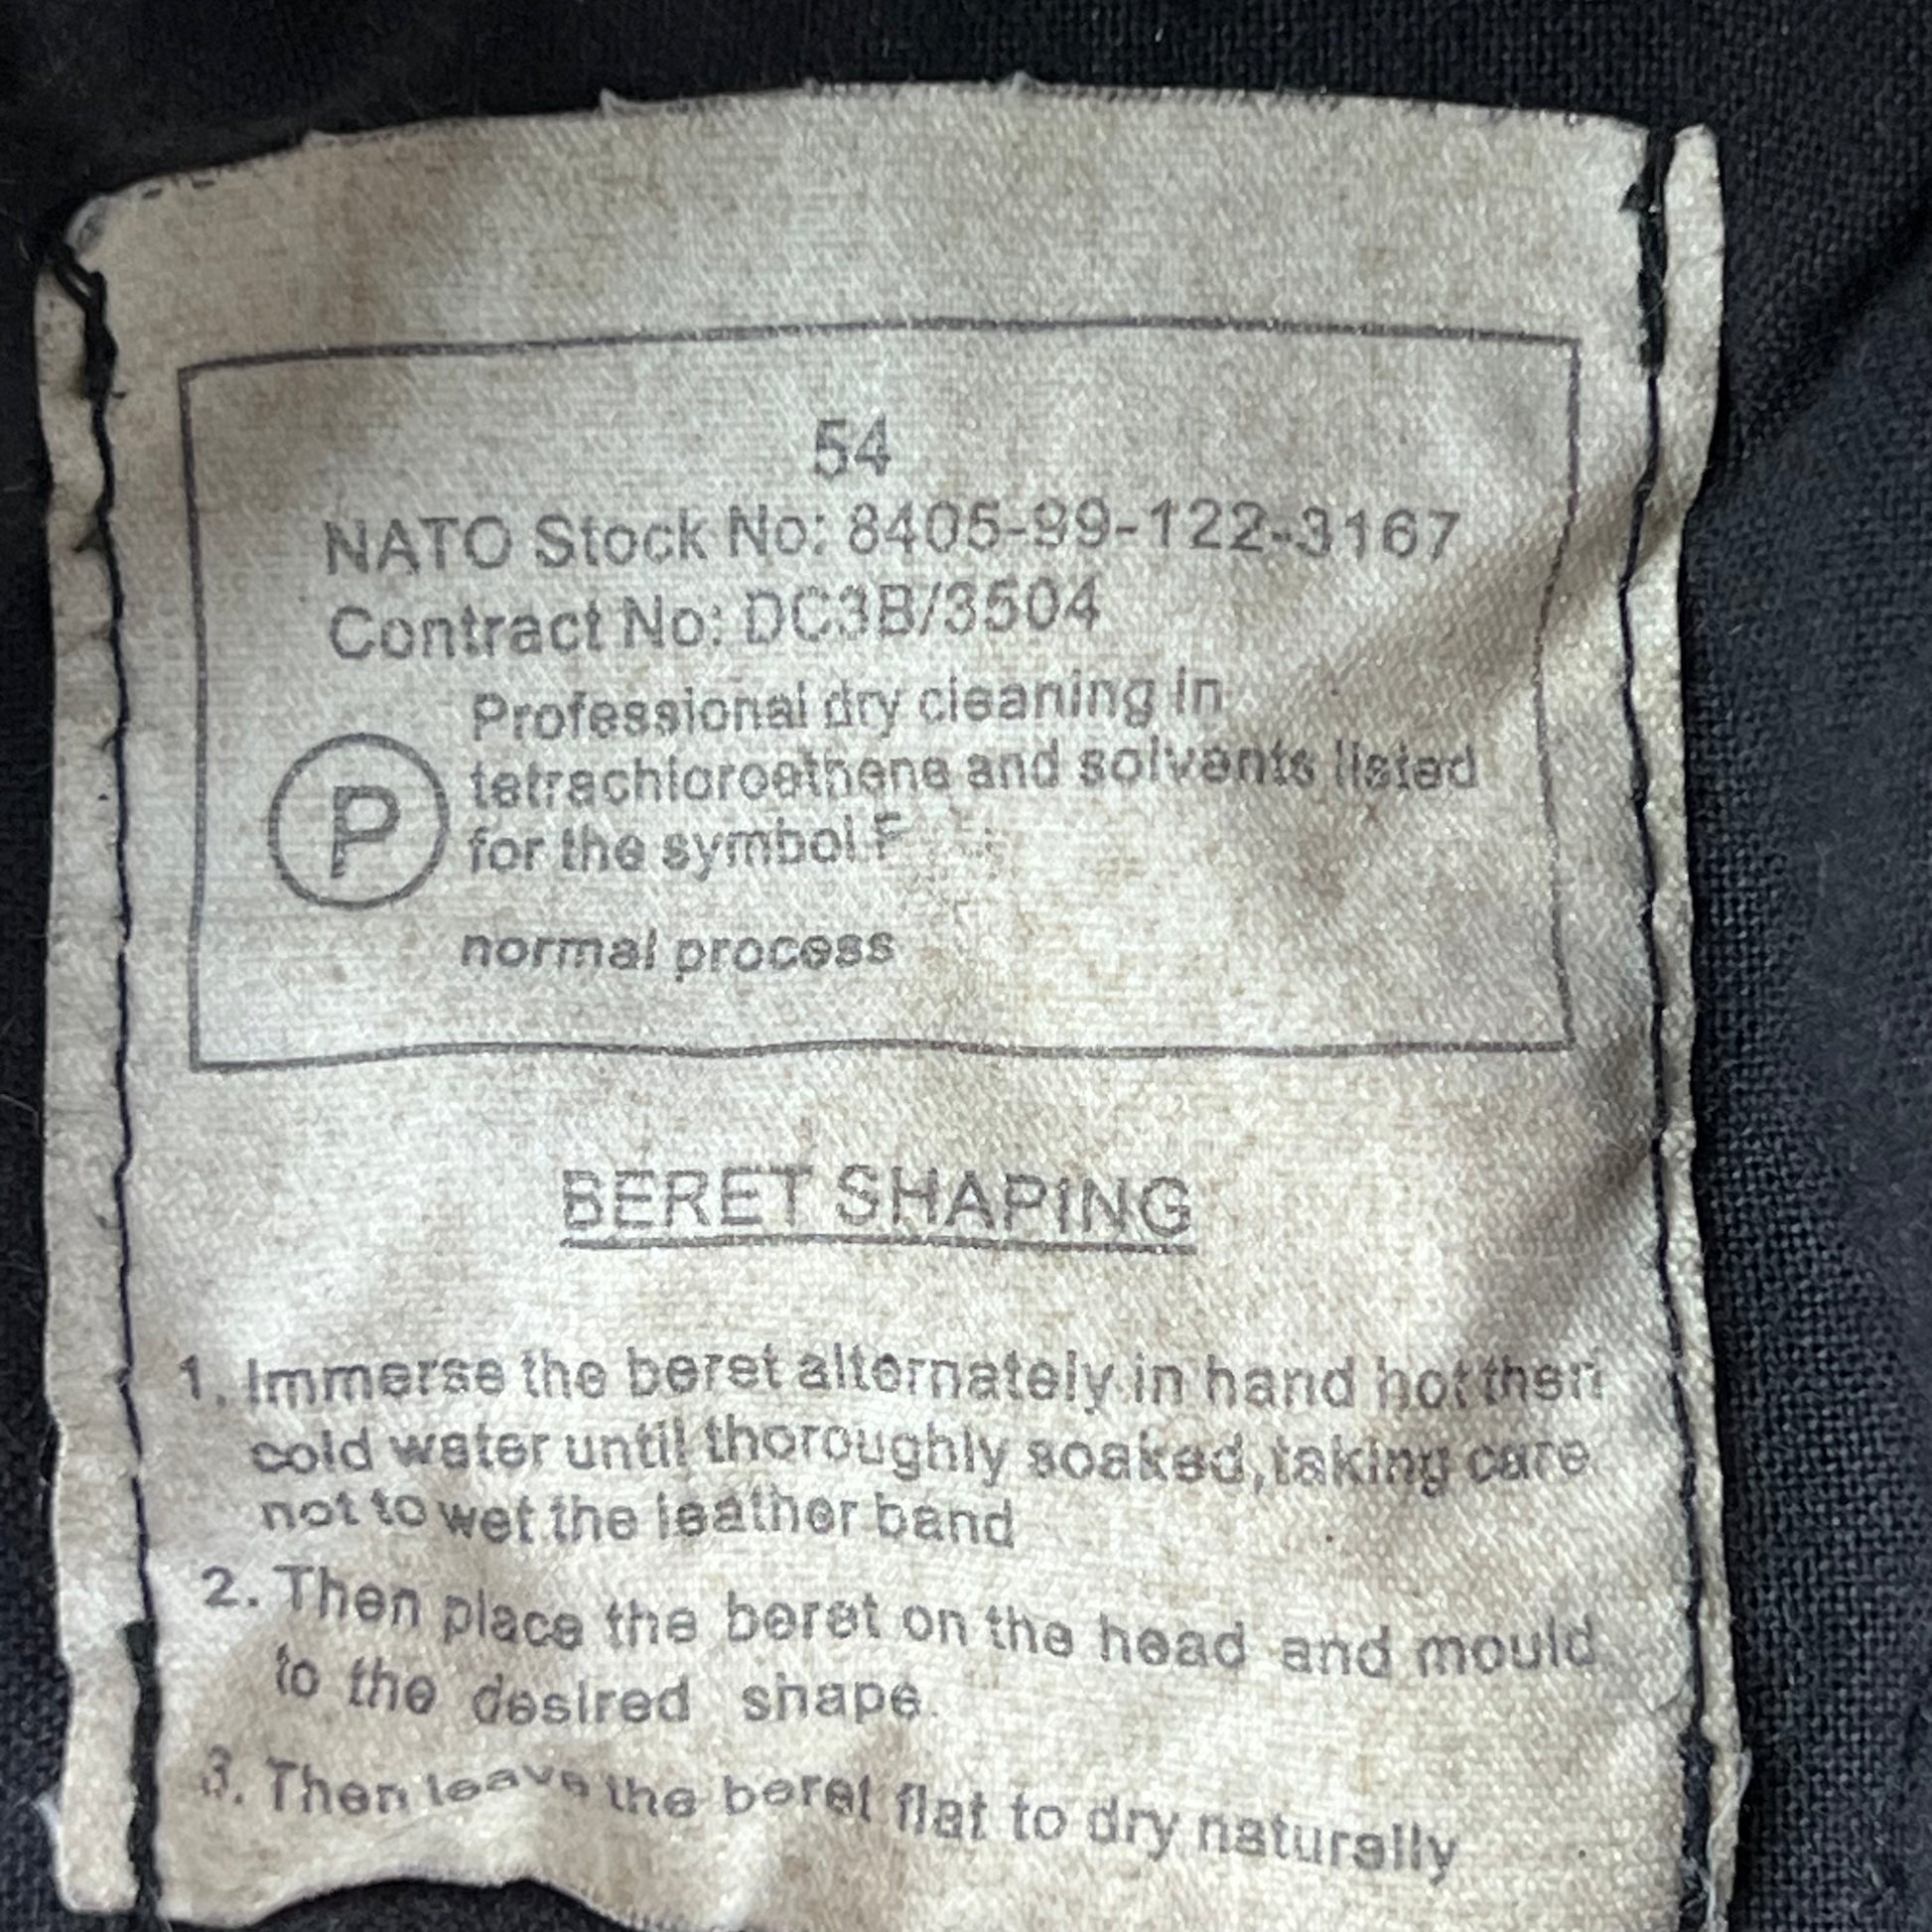 54
NATO Stock No: 8405-99-122-3167
Contract No: DC3B/3504
Professional dry cleaning in
tetrachloroethene and solvents listed
P
for the symbol F
normal process
BERET SHAPING
1. Immerse the beret alternately in hand hot then
cold water until thoroughly soaked, taking care
not to wet the leather band
2. Then place the beret on the head and mould
to the desired shape.
3. Then leave the beret flat to dry naturally